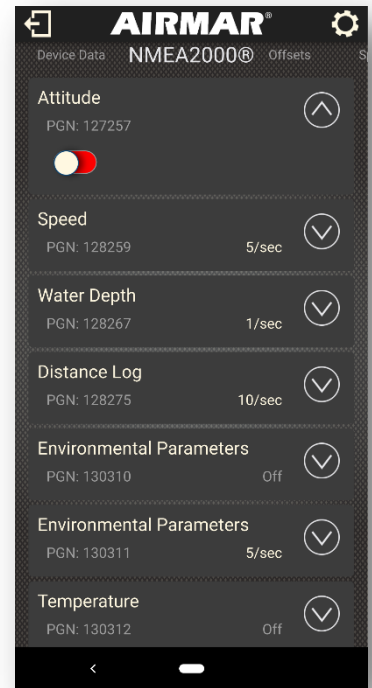 AIRMAR®
Device Data NMEA2000® Offsets
Attitude
PGN: 127257
Speed
PGN: 128259 5/sec
Water Depth
PGN: 128267 1/sec
Distance Log
PGN: 128275 10/sec
Environmental Parameters
PGN: 130310 Off
Environmental Parameters
PGN: 130311 5/sec
Temperature
PGN: 130312 Off